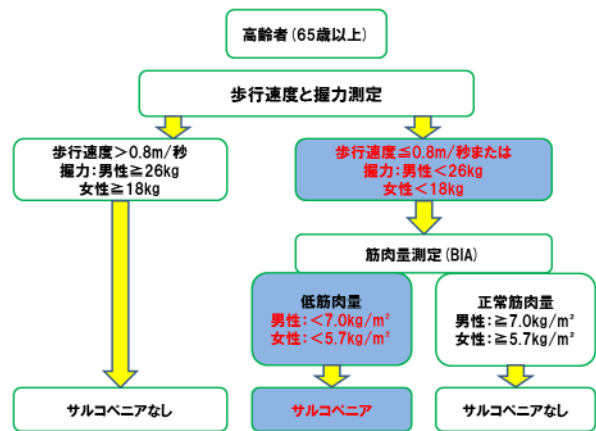 高齢者(65歳以上)
歩行速度と握力測定
歩行速度>0.8m/秒
握力:男性≧26kg
女性≧18kg
歩行速度≦0.8m/秒または
握力:男性<26kg
女性<18kg
筋肉量測定(BIA)
低筋肉量
男性:<7.0kg/m²
女性:<5.7kg/m²
正常筋肉量
男性:≧7.0kg/m²
女性:≧5.7kg/m²
サルコペニアなし
サルコペニア
サルコペニアなし